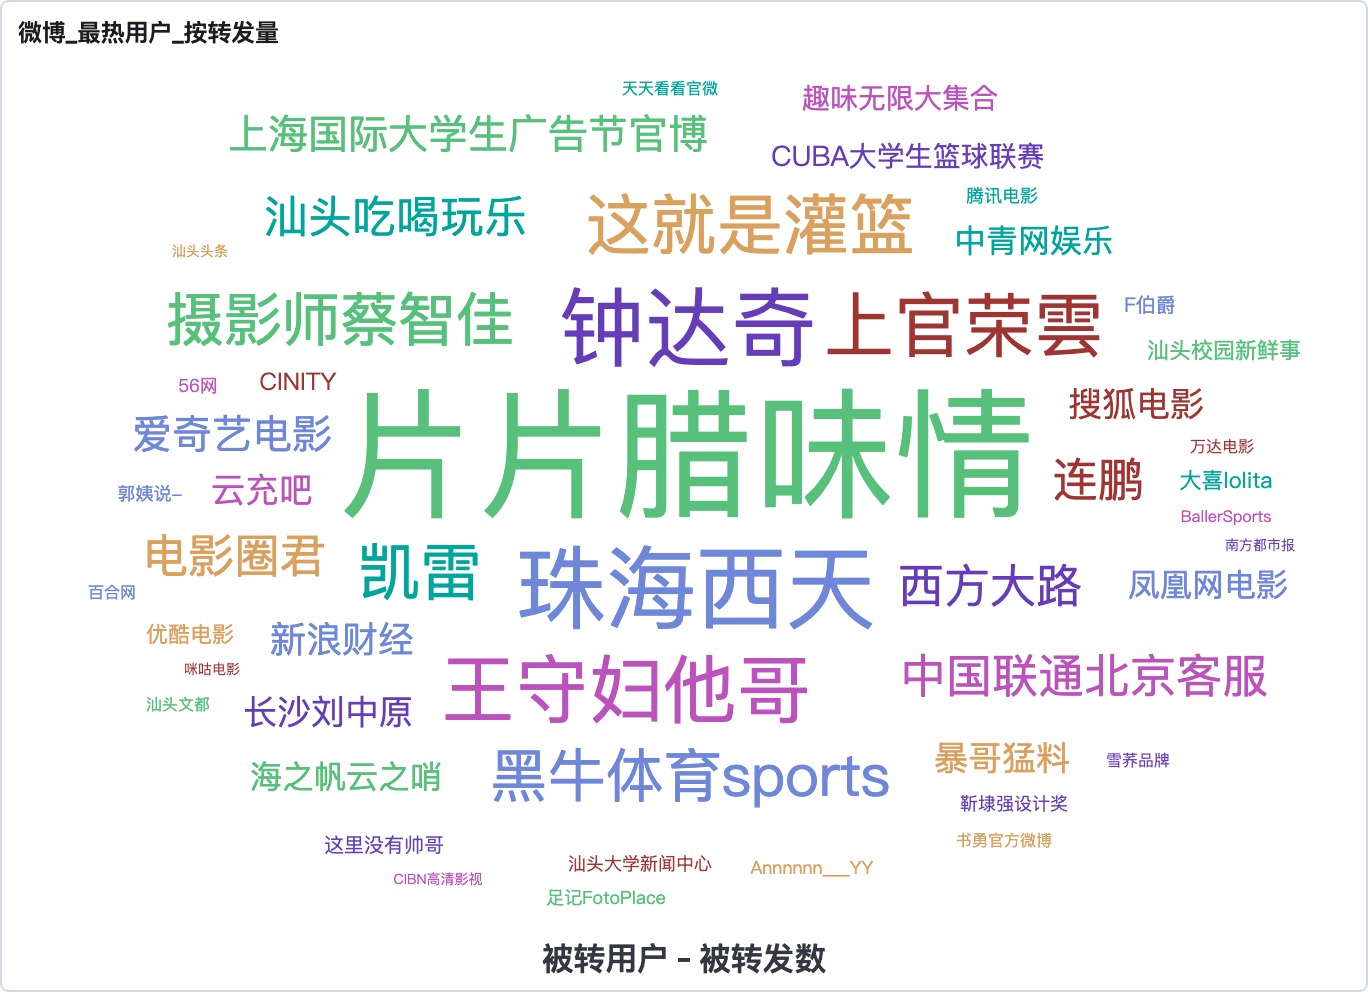 微博_最热用户_按转发量
天天看看官微
趣味无限大集合
上海国际大学生广告节官博
CUBA大学生篮球联赛
腾讯电影
汕头吃喝玩乐
这就是灌篮
中青网娱乐
汕头头条
摄影师蔡智佳
钟达奇
上官荣雲
F伯爵
汕头校园新鲜事
56网
CINITY
片片腊味情
搜狐电影
爱奇艺电影
万达电影
郭姨说-
云充吧
连鹏
大喜lolita
BallerSports
电影圈君
凯雷
珠海西天
西方大路
南方都市报
凤凰网电影
百合网
优酷电影
新浪财经
咪咕电影
王守妇他哥
中国联通北京客服
汕头文都
长沙刘中原
海之帆云之哨
黑牛体育sports
暴哥猛料
雪荞品牌
靳埭强设计奖
这里没有帅哥
书勇官方微博
汕头大学新闻中心
Annnnnn___YY
CIBN高清影视
足记FotoPlace
被转用户 - 被转发数